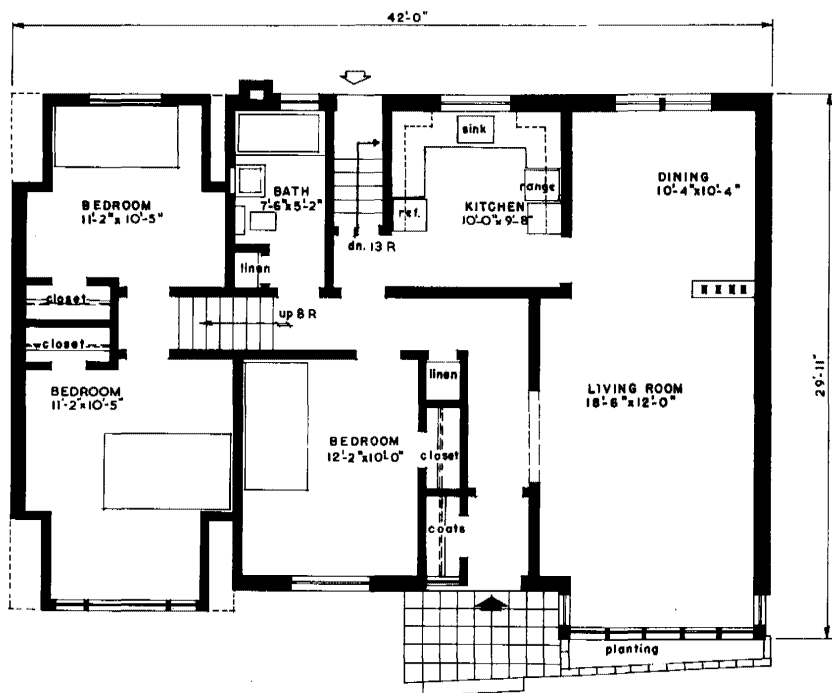 42'-0"
BEDROOM
11'-2" x 10'-5"
BATH
7'-6" x 5'-2"
sink
range
ref.
KITCHEN
10'-0" x 9'-8"
DINING
10'-4" x 10'-4"
dn. 13 R
linen
closet
up 8 R
closet
BEDROOM
11'-2" x 10'-5"
linen
BEDROOM
12'-2" x 10'-0"
closet
coats
LIVING ROOM
18'-6" x 12'-0"
29'-11"
planting